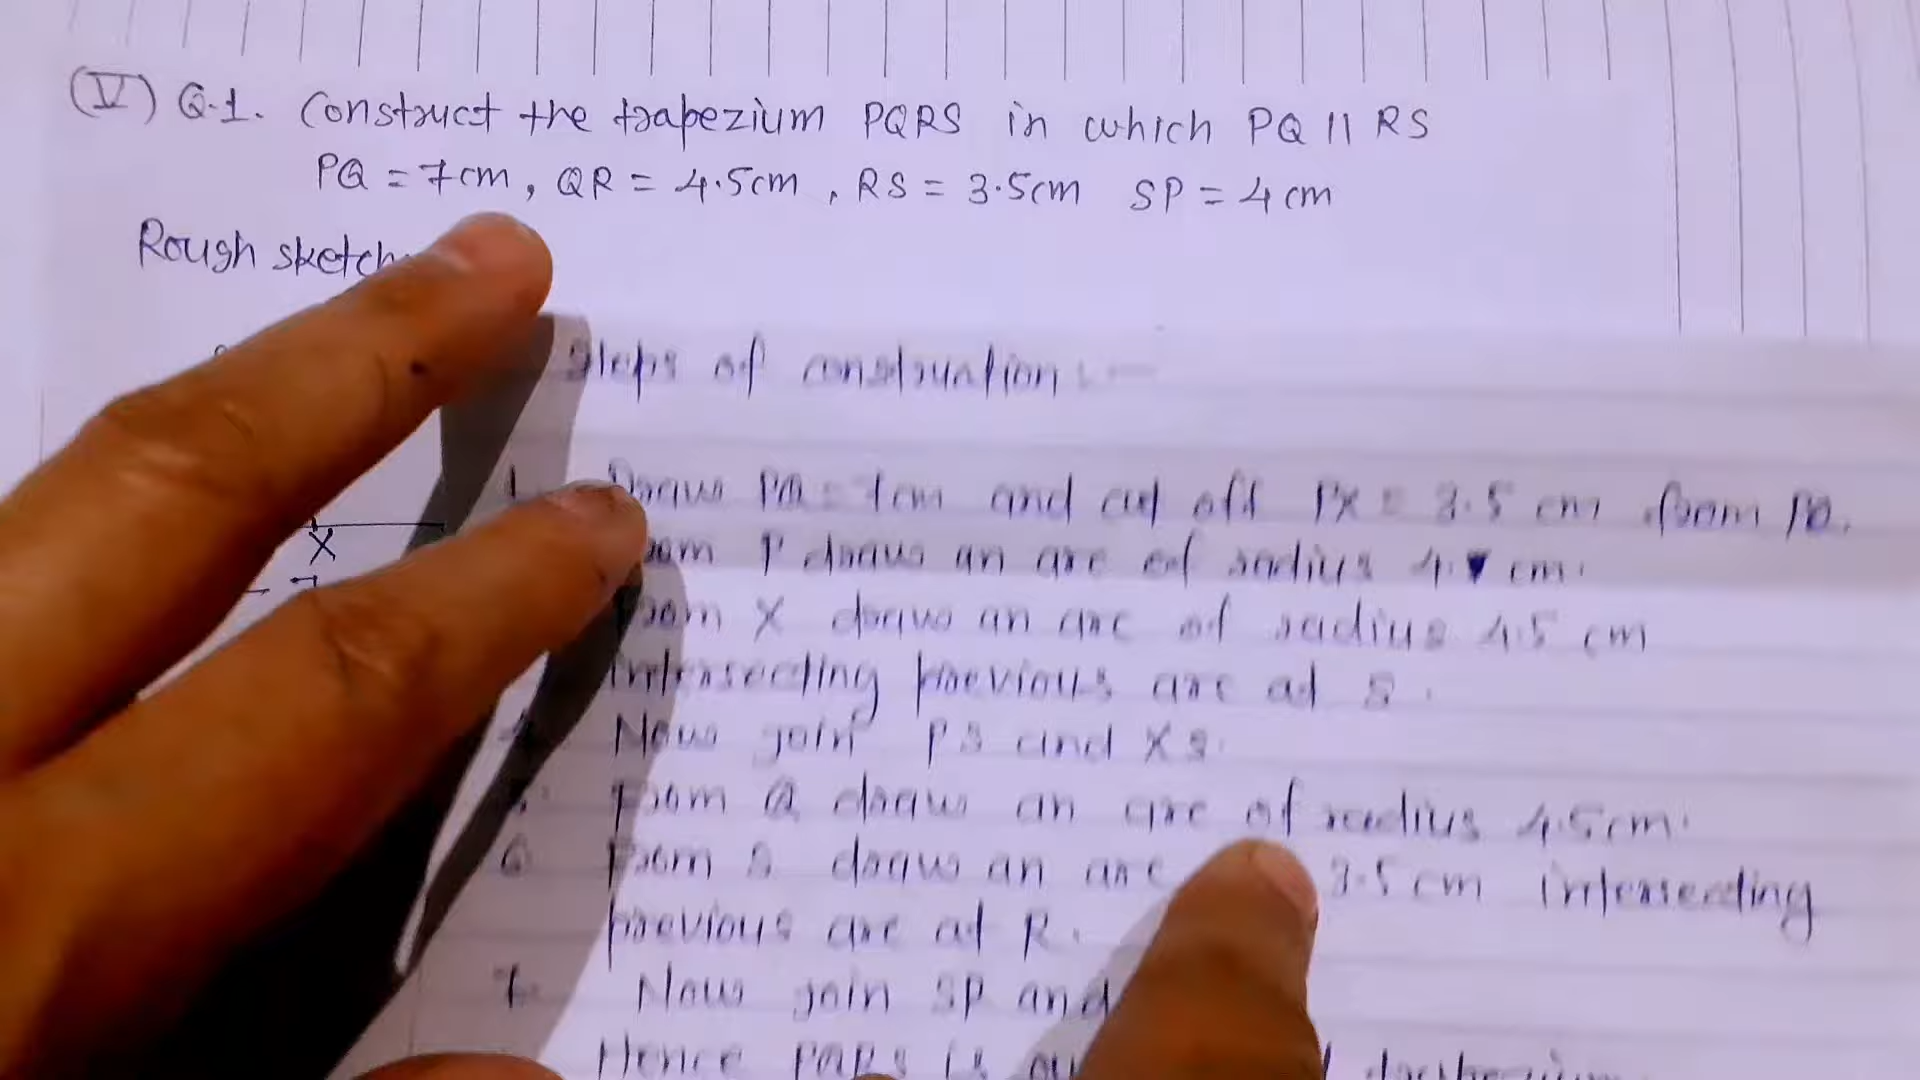 (V) Q.1. Construct the trapezium PQRS in which PQ || RS
PQ = 7cm, QR = 4.5cm, RS = 3.5cm SP = 4cm
Rough sketch
Steps of construction :-
1. Draw PQ = 7cm and cut off PX = 3.5 cm from PQ.
P draw an arc of radius 4. cm.
X draw an arc of radius 4.5 cm
intersecting previous arc at S.
4. Now join PS and XS.
5. From Q draw an arc of radius 4.5cm.
6. From S draw an arc 3.5cm intersecting
previous arc at R.
7. Now join SP and
Hence PQRS is
X
7